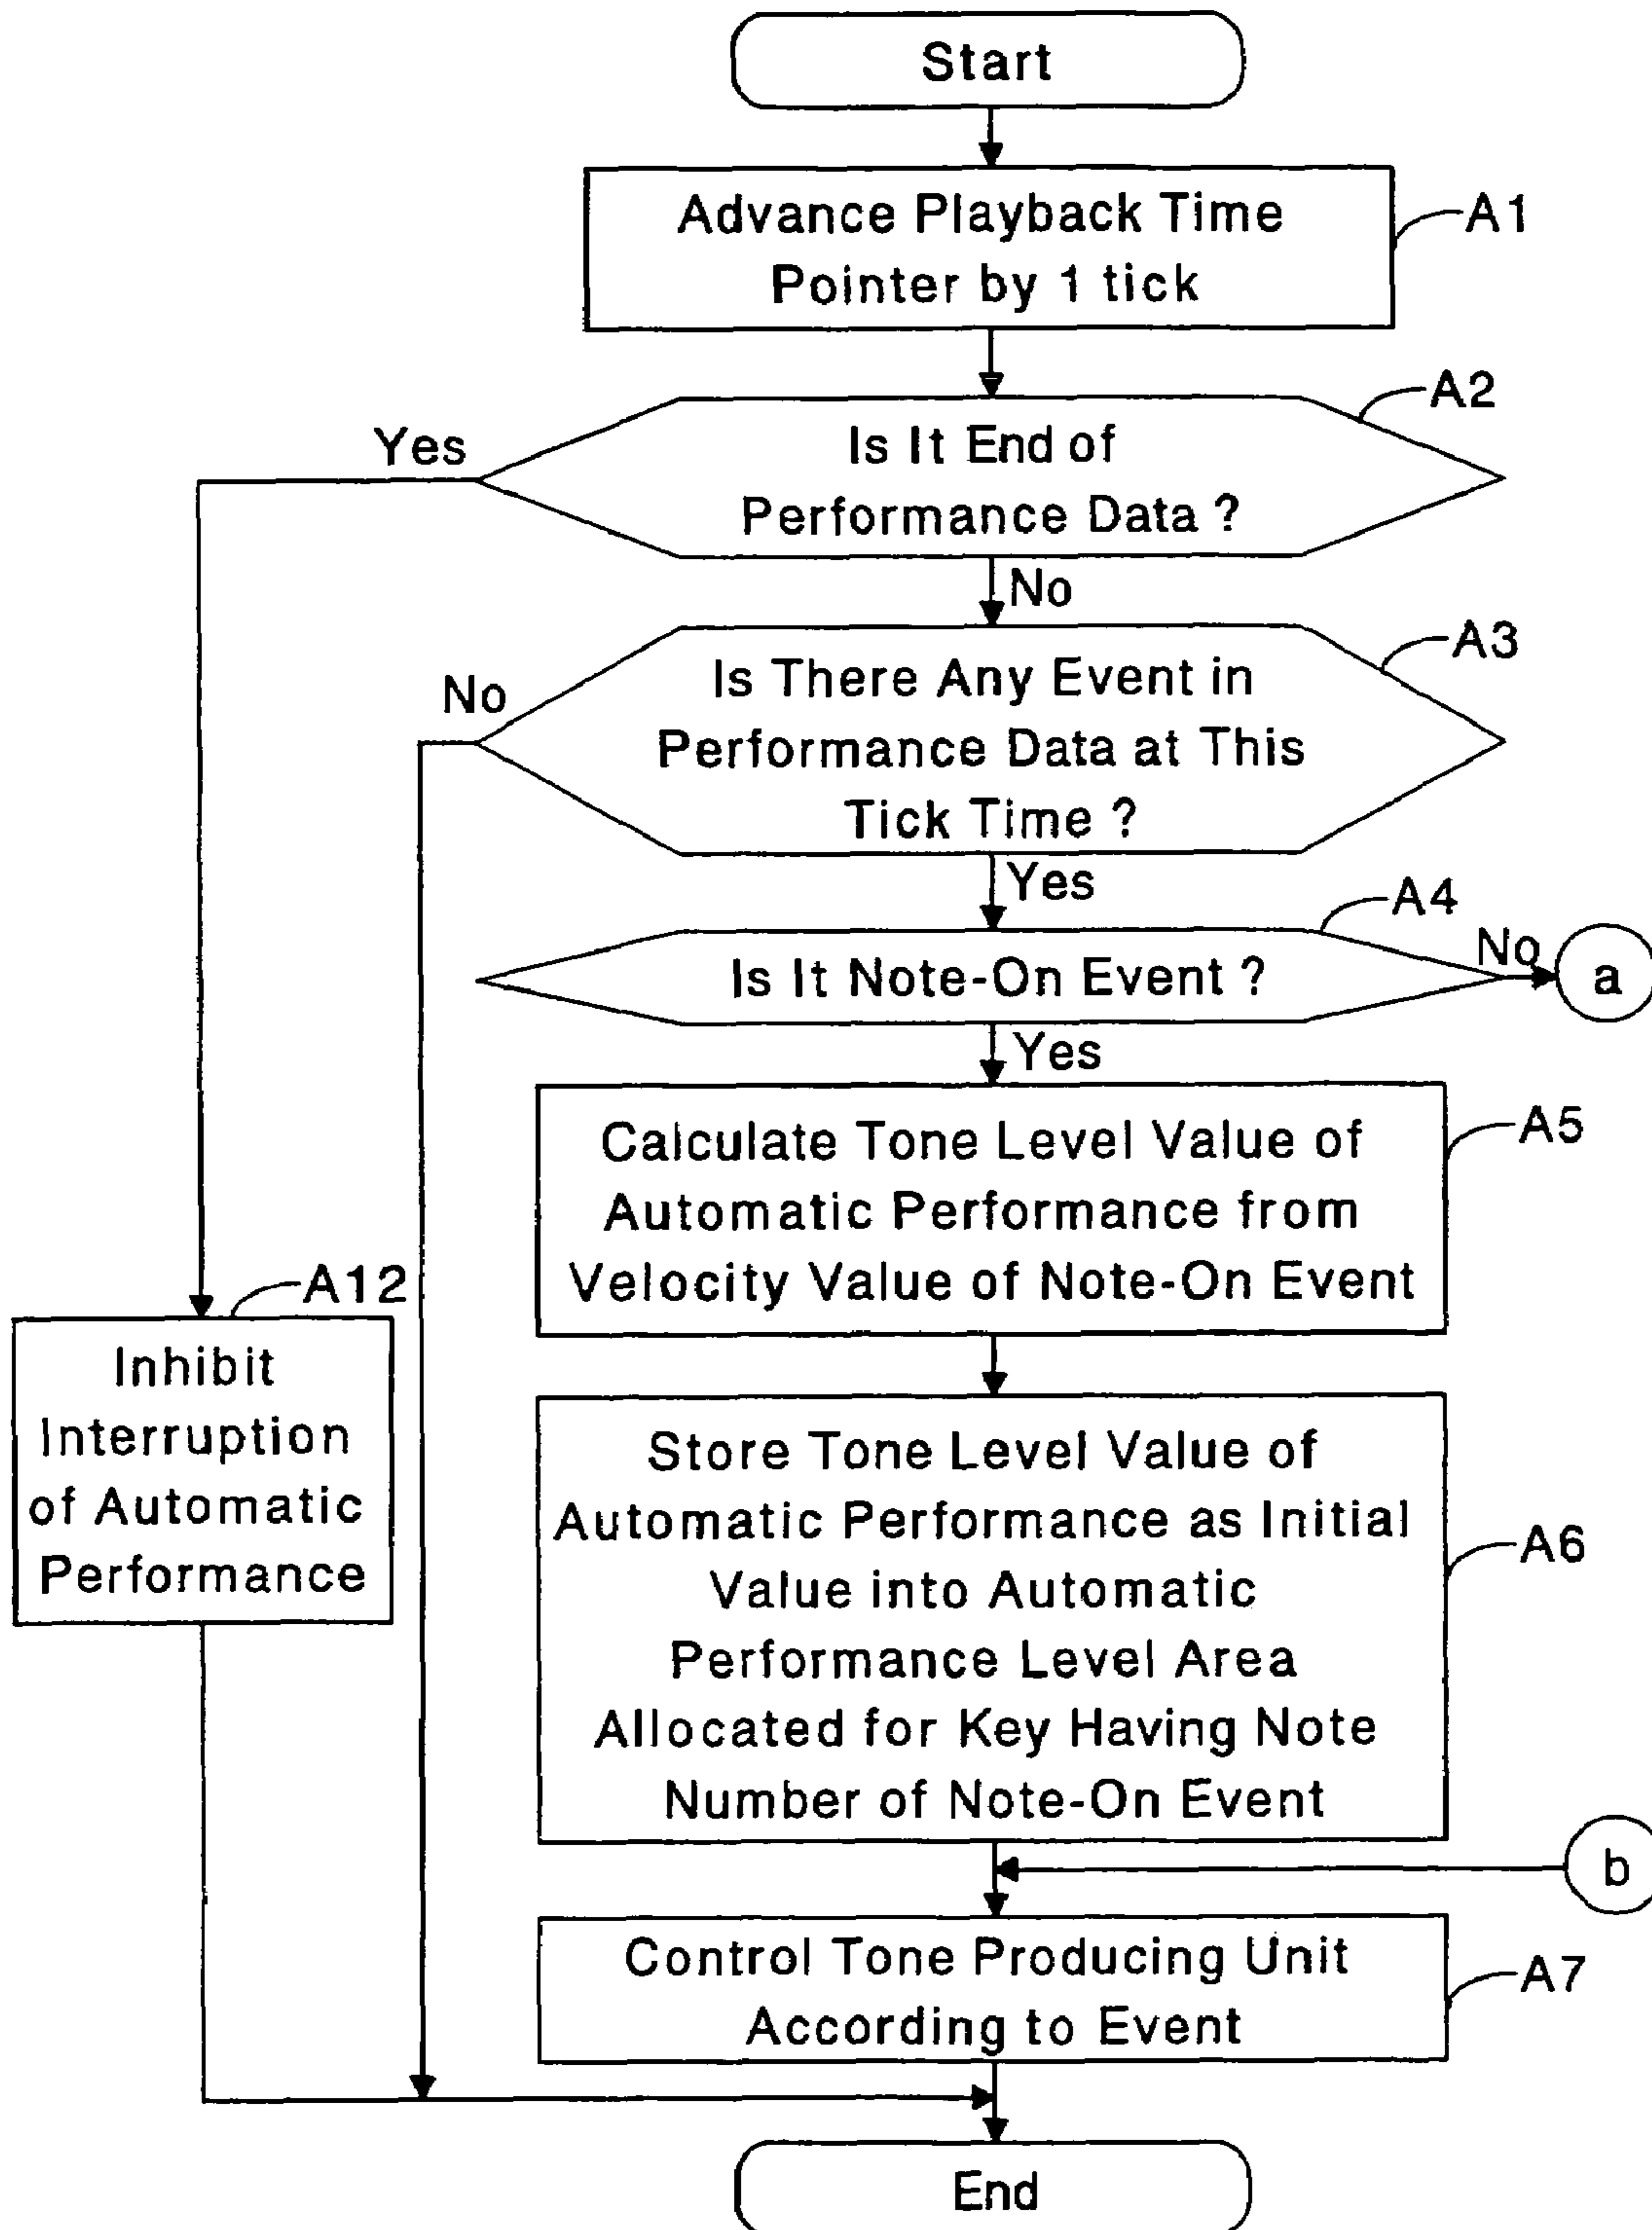 Start
Advance Playback Time
Pointer by 1 tick
A1
A2
Yes
Is It End of
Performance Data ?
No
A3
No
Is There Any Event in
Performance Data at This
Tick Time ?
Yes
A4
Is It Note-On Event ?
No
a
Yes
Calculate Tone Level Value of
Automatic Performance from
Velocity Value of Note-On Event
A5
A12
Inhibit
Interruption
of Automatic
Performance
Store Tone Level Value of
Automatic Performance as Initial
Value into Automatic
Performance Level Area
Allocated for Key Having Note
Number of Note-On Event
A6
b
Control Tone Producing Unit
According to Event
A7
End